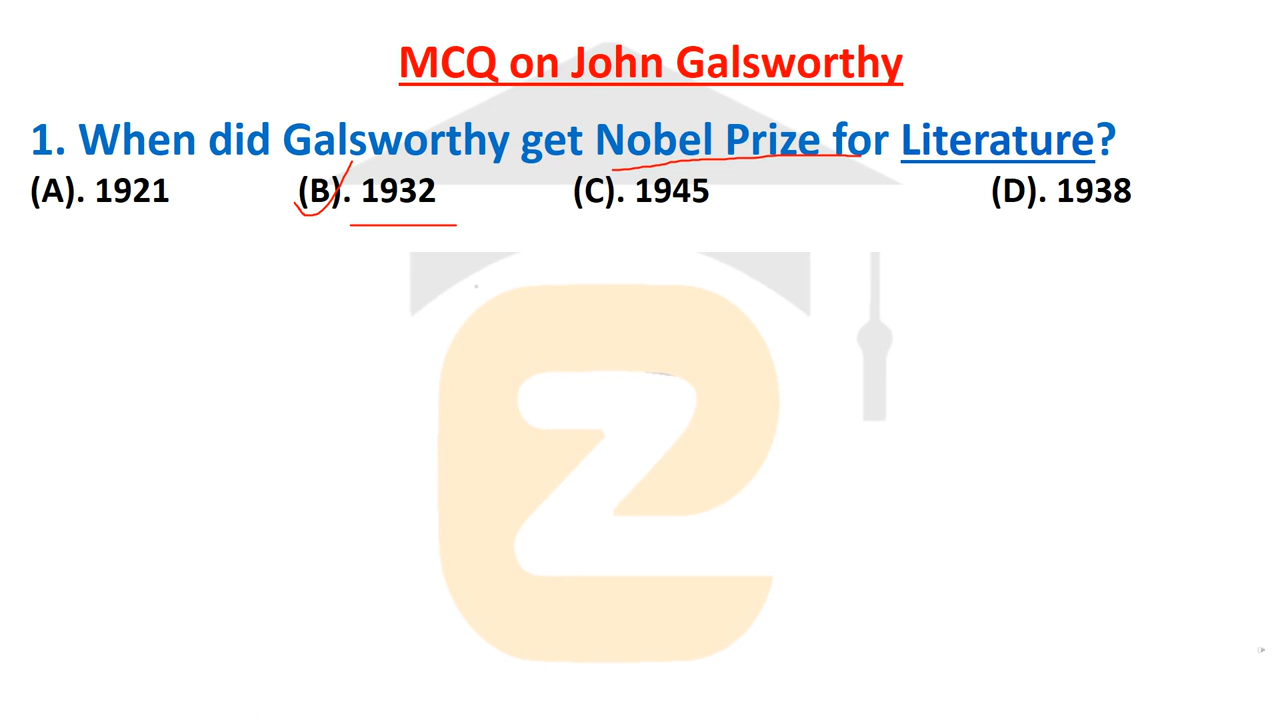 MCQ on John Galsworthy
1. When did Galsworthy get Nobel Prize for Literature?
(A). 1921 (B). 1932 (C). 1945 (D). 1938